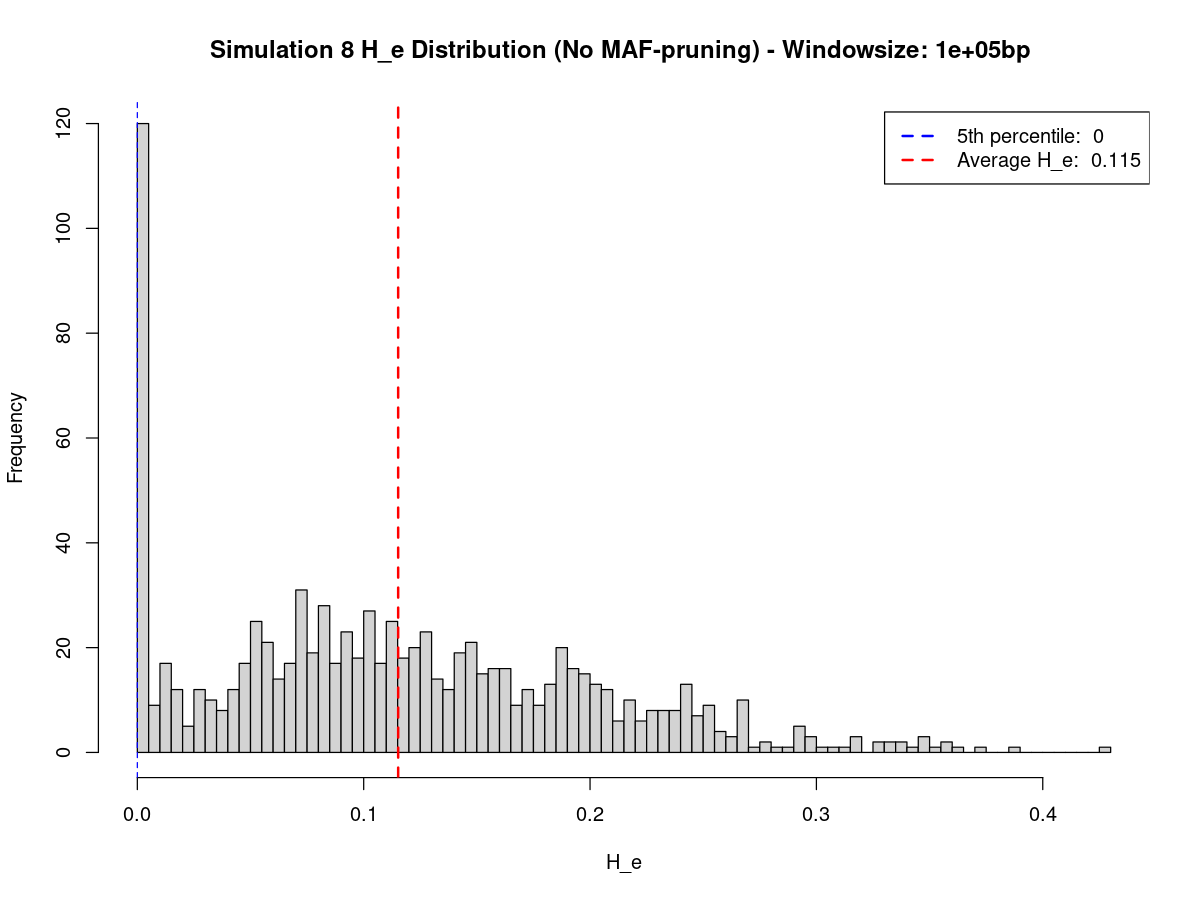 Simulation 8 H_e Distribution (No MAF-pruning) - Windowsize: 1e+05bp
5th percentile:  0
Average H_e:  0.115
Frequency
120
100
80
60
40
20
0
0.0 0.1 0.2 0.3 0.4
H_e